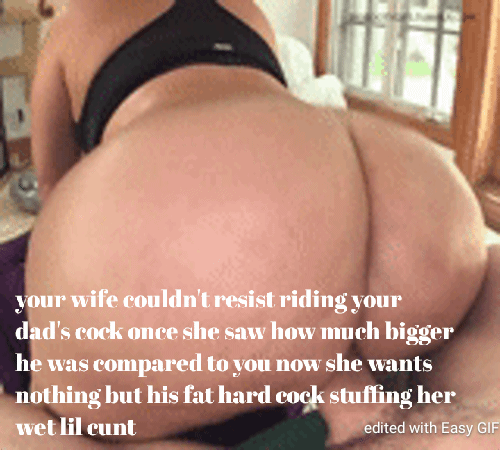 your wife couldn't resist riding your
dad's cock once she saw how much bigger
he was compared to you now she wants
nothing but his fat hard cock stuffing her
wet lil cunt
edited with Easy GIF